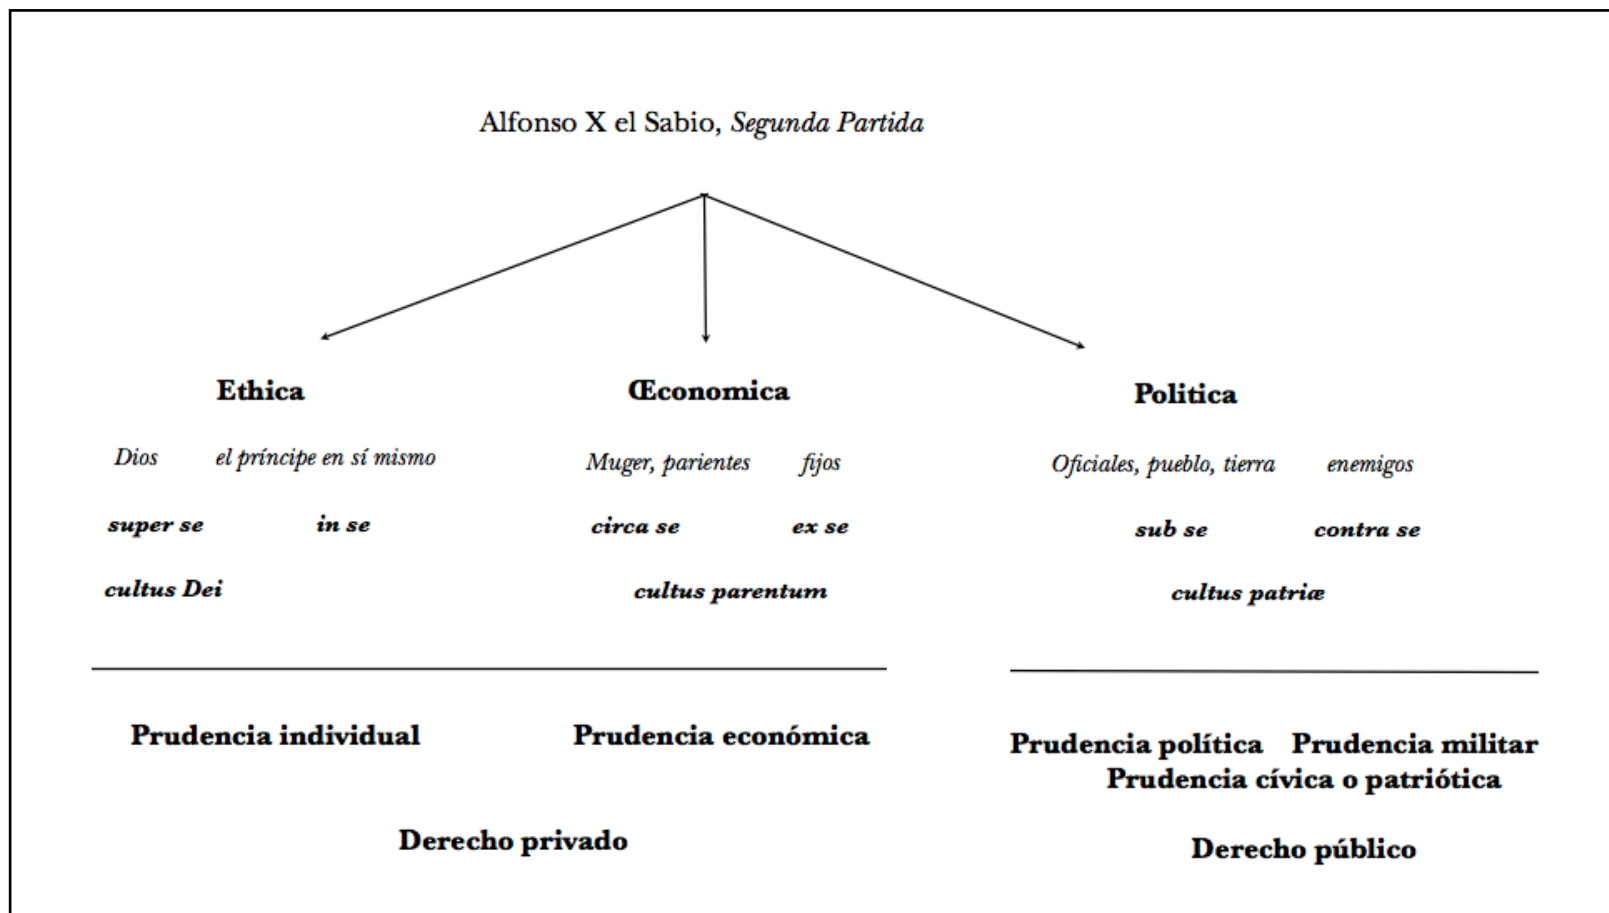 Alfonso X el Sabio, Segunda Partida
Ethica Œconomica Politica
Dios el príncipe en sí mismo Muger, parientes fijos Oficiales, pueblo, tierra enemigos
super se in se circa se ex se sub se contra se
cultus Dei cultus parentum cultus patriæ
Prudencia individual Prudencia económica Prudencia política Prudencia militar
Prudencia cívica o patriótica
Derecho privado Derecho público